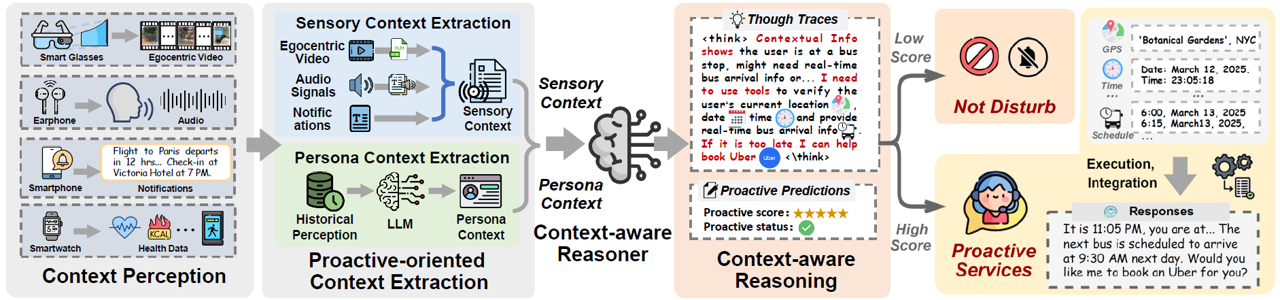 Smart Glasses
Egocentric Video
Earphone
Audio
Smartphone
Flight to Paris departs
in 12 hrs... Check-in at
Victoria Hotel at 7 PM.
Notifications
Smartwatch
KCAL
Health Data
Context Perception
Sensory Context Extraction
Egocentric
Video
Audio
Signals
Notific
ations
Sensory
Context
Persona Context Extraction
Historical
Perception
LLM
Persona
Context
Proactive-oriented
Context Extraction
Sensory
Context
Persona
Context
Context-aware
Reasoner
Though Traces
<think> Contextual Info
shows the user is at a bus
stop, might need real-time
bus arrival info or... I need
to use tools to verify the
user's current location ,
date time and provide
real-time bus arrival info .
If it is too late I can help
book Uber Uber <\think>
Proactive Predictions
Proactive score:
Proactive status:
Context-aware
Reasoning
Low
Score
High
Score
Not Disturb
Proactive
Services
GPS
'Botanical Gardens', NYC
Time
Date: March 12, 2025.
Time: 23:05:18
...
...
Schedule
6:00, March 13, 2025
6:15, March13, 2025,
...
...
Execution,
Integration
Responses
It is 11:05 PM, you are at... The
next bus is scheduled to arrive
at 9:30 AM next day. Would you
like me to book an Uber for you?